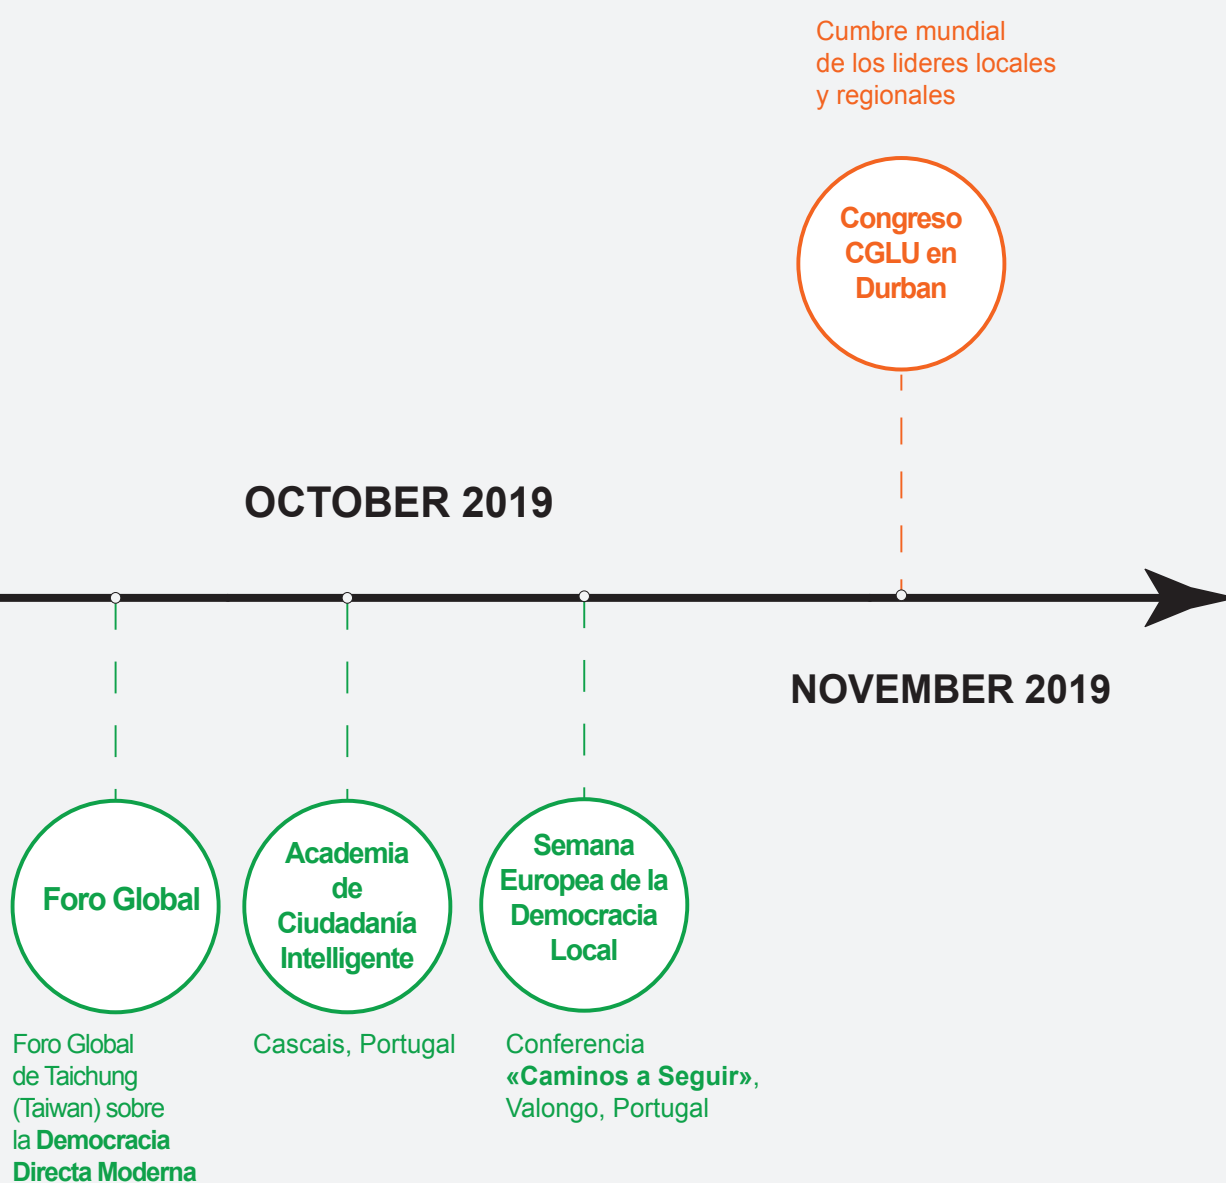 Cumbre mundial
de los lideres locales
y regionales
Congreso
CGLU en
Durban
OCTOBER 2019
NOVEMBER 2019
Foro Global
Foro Global
de Taichung
(Taiwan) sobre
la Democracia
Directa Moderna
Academia
de
Ciudadanía
Intelligente
Cascais, Portugal
Semana
Europea de la
Democracia
Local
Conferencia
«Caminos a Seguir»,
Valongo, Portugal